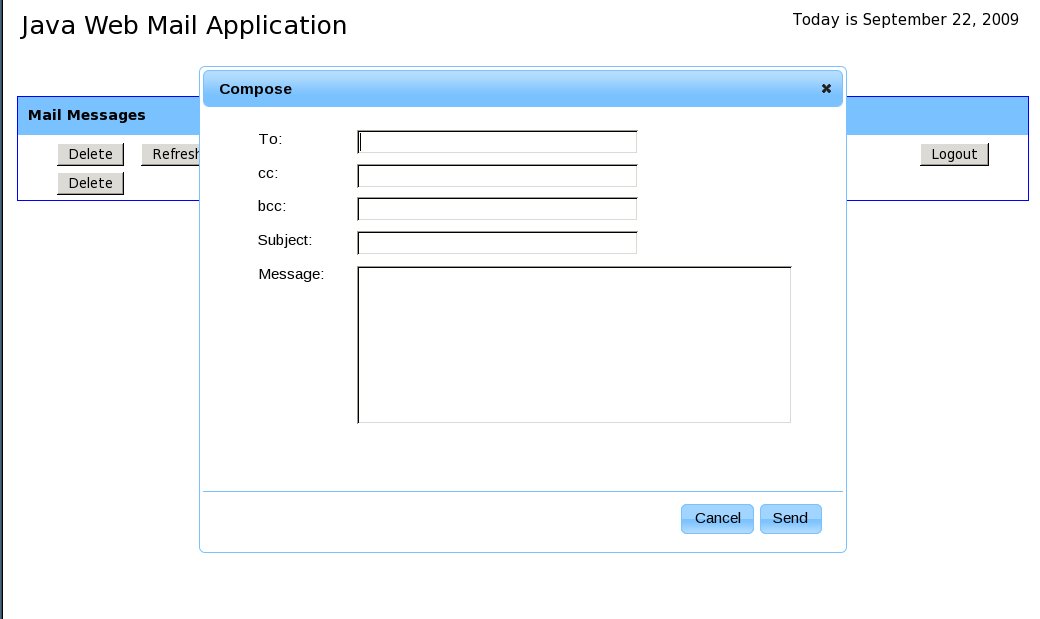 Java Web Mail Application
Today is September 22, 2009
Compose ✖
Mail Messages
To:
Delete Refresh Logout
cc:
Delete
bcc:
Subject:
Message:
Cancel Send